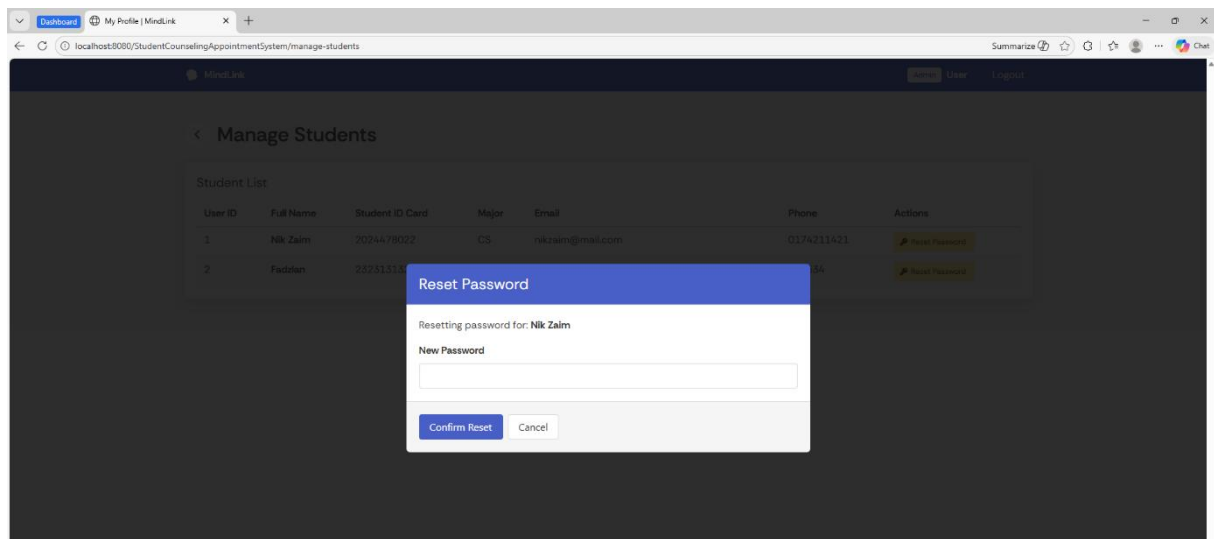 Dashboard My Profile | MindLink
localhost:8080/StudentCounselingAppointmentSystem/manage-students Summarize Chat
MindLink Admin User Logout
Manage Students
Student List
User ID Full Name Student ID Card Major Email Phone Actions
1 Nik Zaim 2024478022 CS nikzaim@mail.com 0174211421 Reset Password
2 Fadzlan Reset Password
Reset Password
Resetting password for: Nik Zaim
New Password
Confirm Reset Cancel